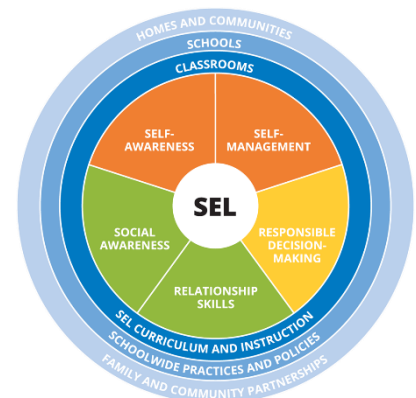 HOMES AND COMMUNITIES
SCHOOLS
CLASSROOMS
SELF-
AWARENESS
SELF-
MANAGEMENT
SEL
SOCIAL
AWARENESS
RESPONSIBLE
DECISION-
MAKING
RELATIONSHIP
SKILLS
SEL CURRICULUM AND INSTRUCTION
SCHOOLWIDE PRACTICES AND POLICIES
FAMILY AND COMMUNITY PARTNERSHIPS